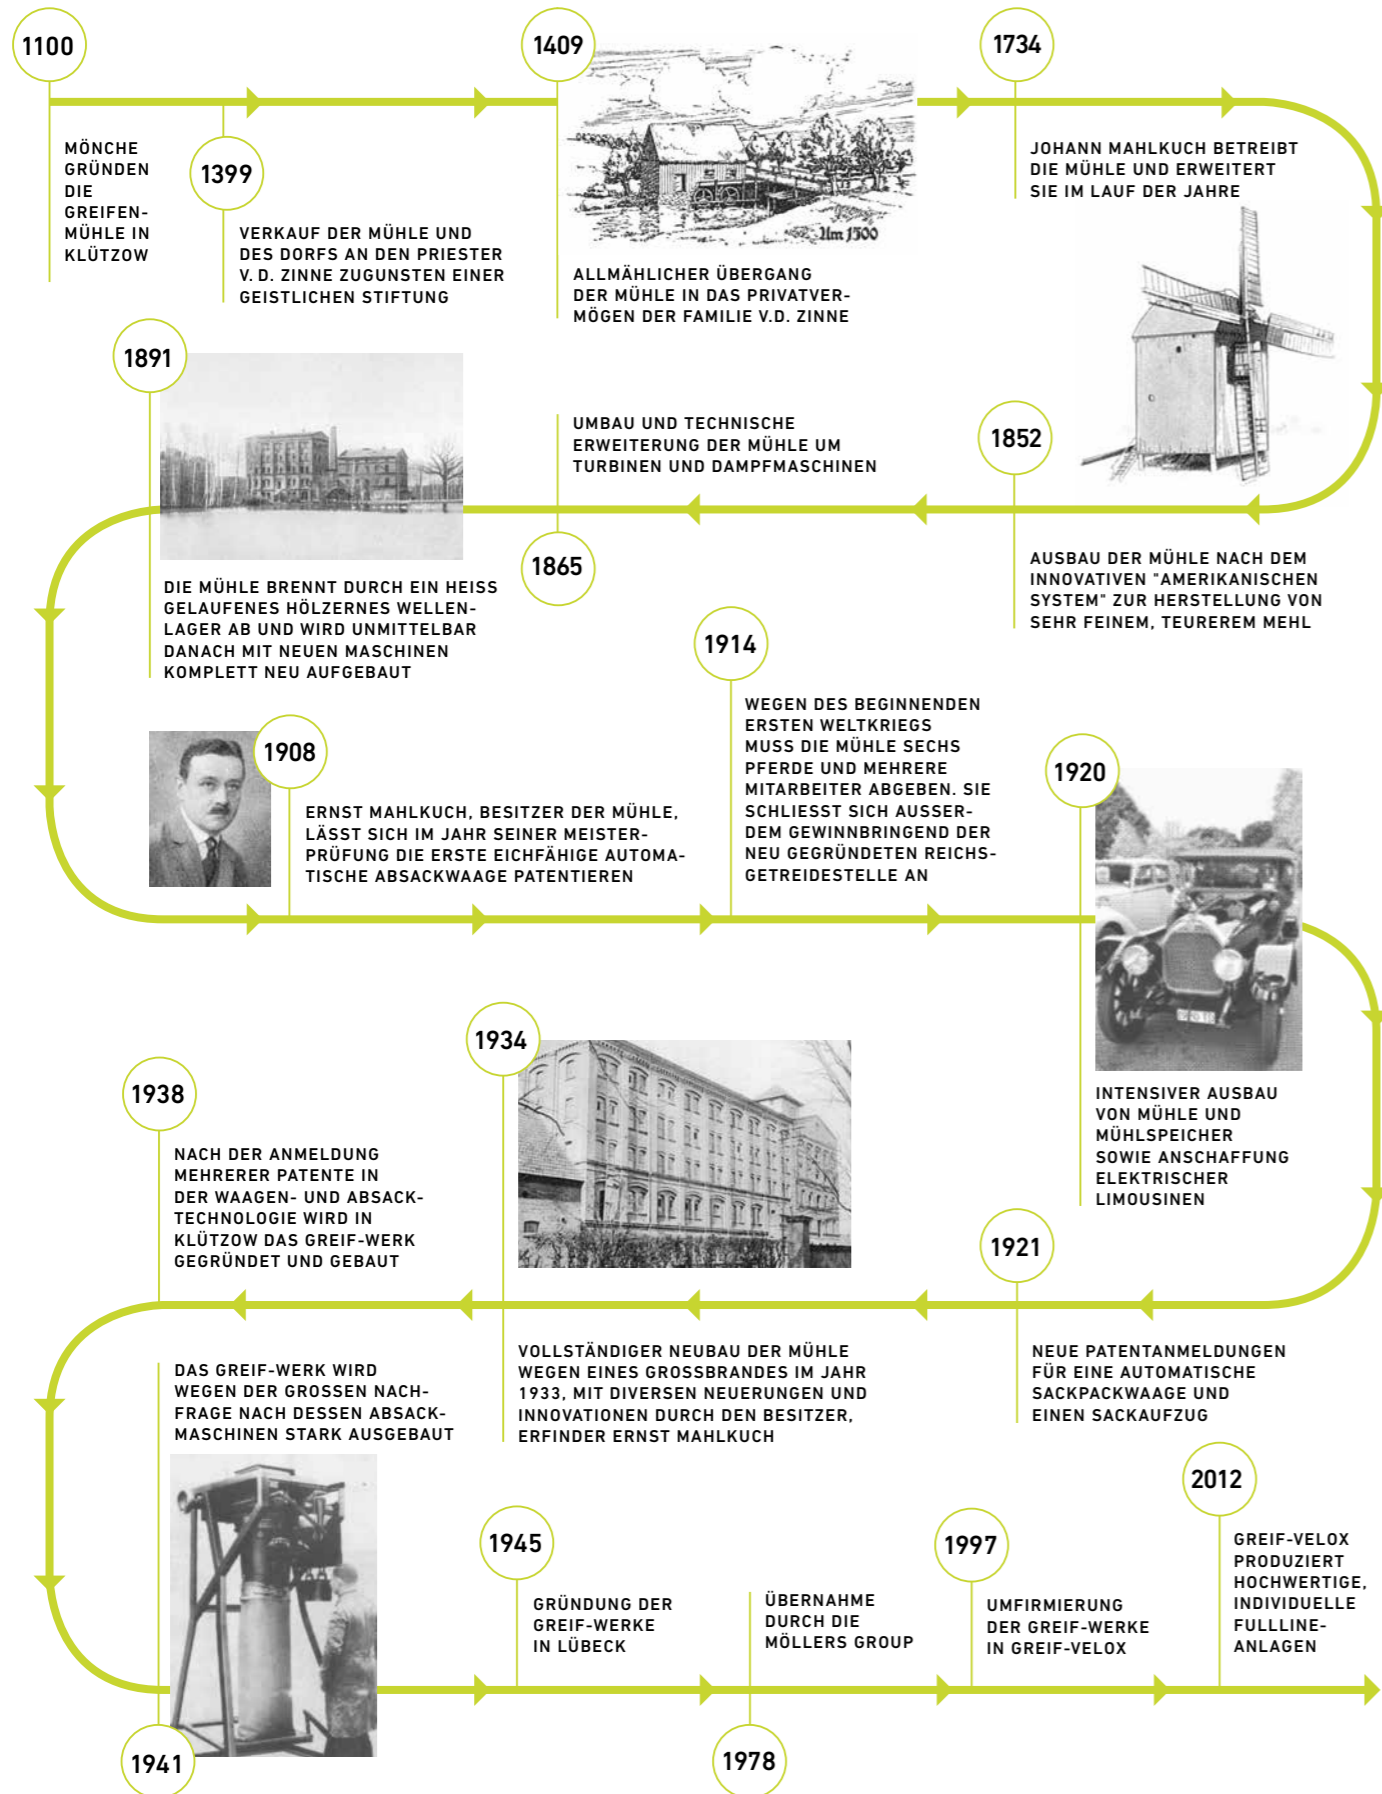 1100
MÖNCHE
GRÜNDEN
DIE
GREIFEN-
MÜHLE IN
KLÜTZOW
1399
VERKAUF DER MÜHLE UND
DES DORFS AN DEN PRIESTER
V. D. ZINNE ZUGUNSTEN EINER
GEISTLICHEN STIFTUNG
1409
Um 1500
ALLMÄHLICHER ÜBERGANG
DER MÜHLE IN DAS PRIVATVER-
MÖGEN DER FAMILIE V.D. ZINNE
1734
JOHANN MAHLKUCH BETREIBT
DIE MÜHLE UND ERWEITERT
SIE IM LAUF DER JAHRE
1852
AUSBAU DER MÜHLE NACH DEM
INNOVATIVEN "AMERIKANISCHEN
SYSTEM" ZUR HERSTELLUNG VON
SEHR FEINEM, TEUREREM MEHL
UMBAU UND TECHNISCHE
ERWEITERUNG DER MÜHLE UM
TURBINEN UND DAMPFMASCHINEN
1865
1891
DIE MÜHLE BRENNT DURCH EIN HEISS
GELAUFENES HÖLZERNES WELLEN-
LAGER AB UND WIRD UNMITTELBAR
DANACH MIT NEUEN MASCHINEN
KOMPLETT NEU AUFGEBAUT
1908
ERNST MAHLKUCH, BESITZER DER MÜHLE,
LÄSST SICH IM JAHR SEINER MEISTER-
PRÜFUNG DIE ERSTE EICHFÄHIGE AUTOMA-
TISCHE ABSACKWAAGE PATENTIEREN
1914
WEGEN DES BEGINNENDEN
ERSTEN WELTKRIEGS
MUSS DIE MÜHLE SECHS
PFERDE UND MEHRERE
MITARBEITER ABGEBEN. SIE
SCHLIESST SICH AUSSER-
DEM GEWINNBRINGEND DER
NEU GEGRÜNDETEN REICHS-
GETREIDESTELLE AN
1920
INTENSIVER AUSBAU
VON MÜHLE UND
MÜHLSPEICHER
SOWIE ANSCHAFFUNG
ELEKTRISCHER
LIMOUSINEN
1921
NEUE PATENTANMELDUNGEN
FÜR EINE AUTOMATISCHE
SACKPACKWAAGE UND
EINEN SACKAUFZUG
1934
VOLLSTÄNDIGER NEUBAU DER MÜHLE
WEGEN EINES GROSSBRANDES IM JAHR
1933, MIT DIVERSEN NEUERUNGEN UND
INNOVATIONEN DURCH DEN BESITZER,
ERFINDER ERNST MAHLKUCH
1938
NACH DER ANMELDUNG
MEHRERER PATENTE IN
DER WAAGEN- UND ABSACK-
TECHNOLOGIE WIRD IN
KLÜTZOW DAS GREIF-WERK
GEGRÜNDET UND GEBAUT
DAS GREIF-WERK WIRD
WEGEN DER GROSSEN NACH-
FRAGE NACH DESSEN ABSACK-
MASCHINEN STARK AUSGEBAUT
1941
1945
GRÜNDUNG DER
GREIF-WERKE
IN LÜBECK
ÜBERNAHME
DURCH DIE
MÖLLERS GROUP
1978
1997
UMFIRMIERUNG
DER GREIF-WERKE
IN GREIF-VELOX
2012
GREIF-VELOX
PRODUZIERT
HOCHWERTIGE,
INDIVIDUELLE
FULLLINE-
ANLAGEN